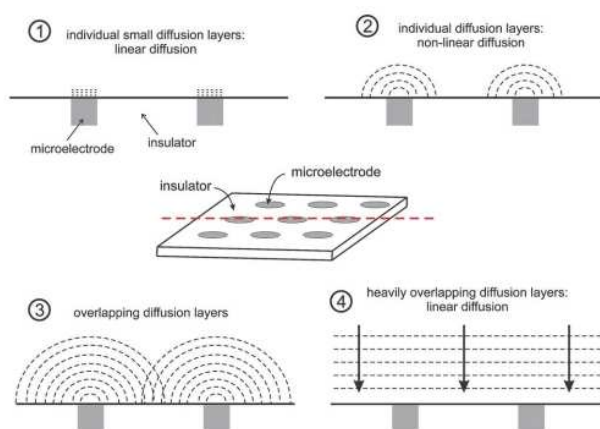 1
individual small diffusion layers:
linear diffusion
microelectrode
insulator
2
individual diffusion layers:
non-linear diffusion
insulator
microelectrode
3
overlapping diffusion layers
4
heavily overlapping diffusion layers:
linear diffusion